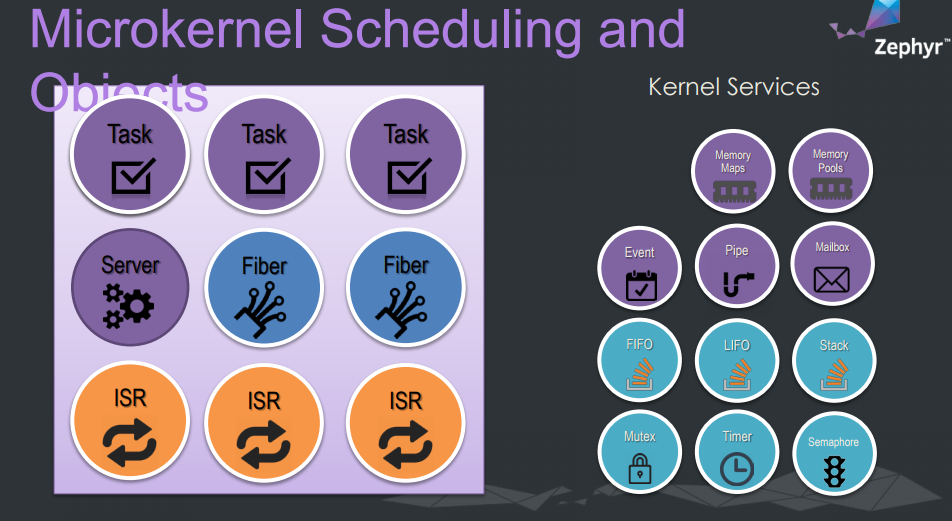 Microkernel Scheduling and
Objects
Zephyr™
Kernel Services
Task
Task
Task
Server
Fiber
Fiber
ISR
ISR
ISR
Memory
Maps
Memory
Pools
Event
Pipe
Mailbox
FIFO
LIFO
Stack
Mutex
Timer
Semaphore